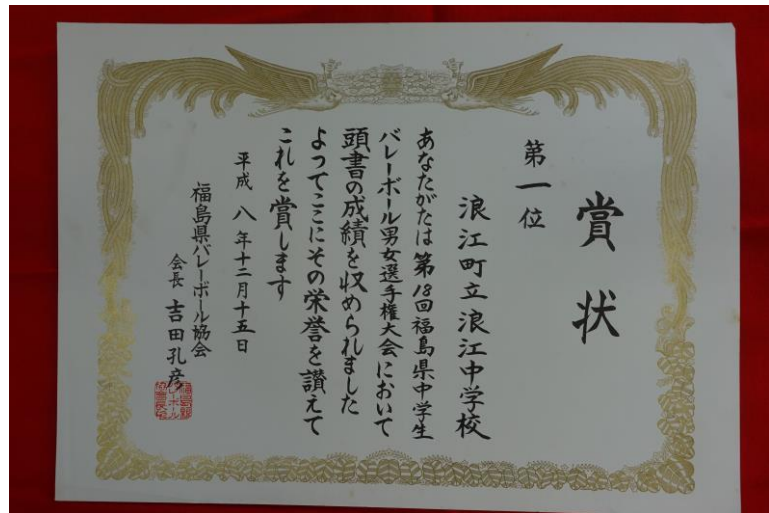 賞状
第一位
浪江町立浪江中学校
あなたがたは第18回福島県中学生
バレーボール男女選手権大会において
頭書の成績を収められました
よってここにその栄誉を讃えて
これを賞します
平成八年十二月十五日
福島県バレーボール協会
会長 吉田孔彦